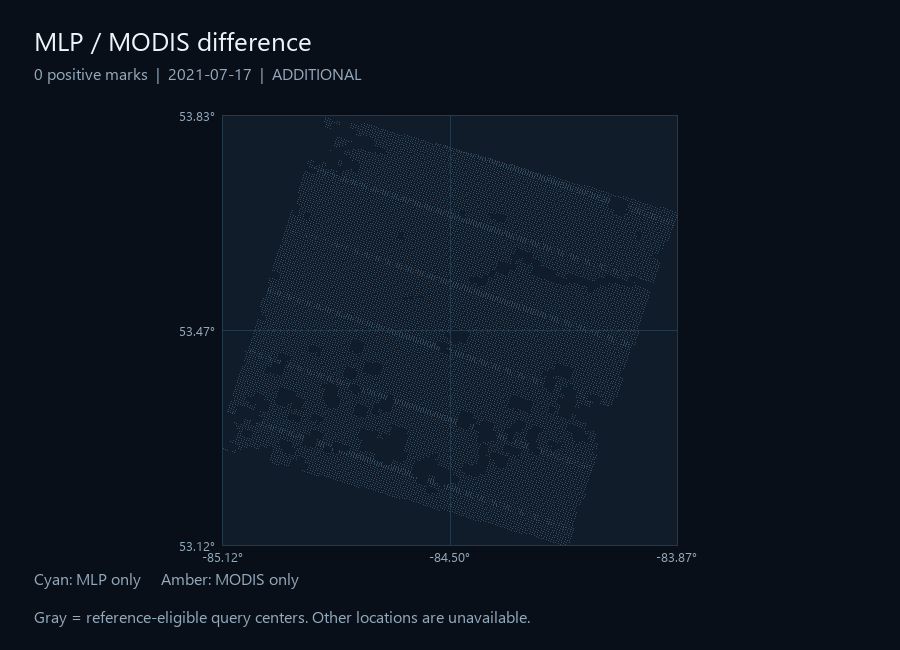 MLP / MODIS difference
0 positive marks | 2021-07-17 | ADDITIONAL
53.83°
53.47°
53.12°
-85.12° -84.50° -83.87°
Cyan: MLP only Amber: MODIS only
Gray = reference-eligible query centers. Other locations are unavailable.